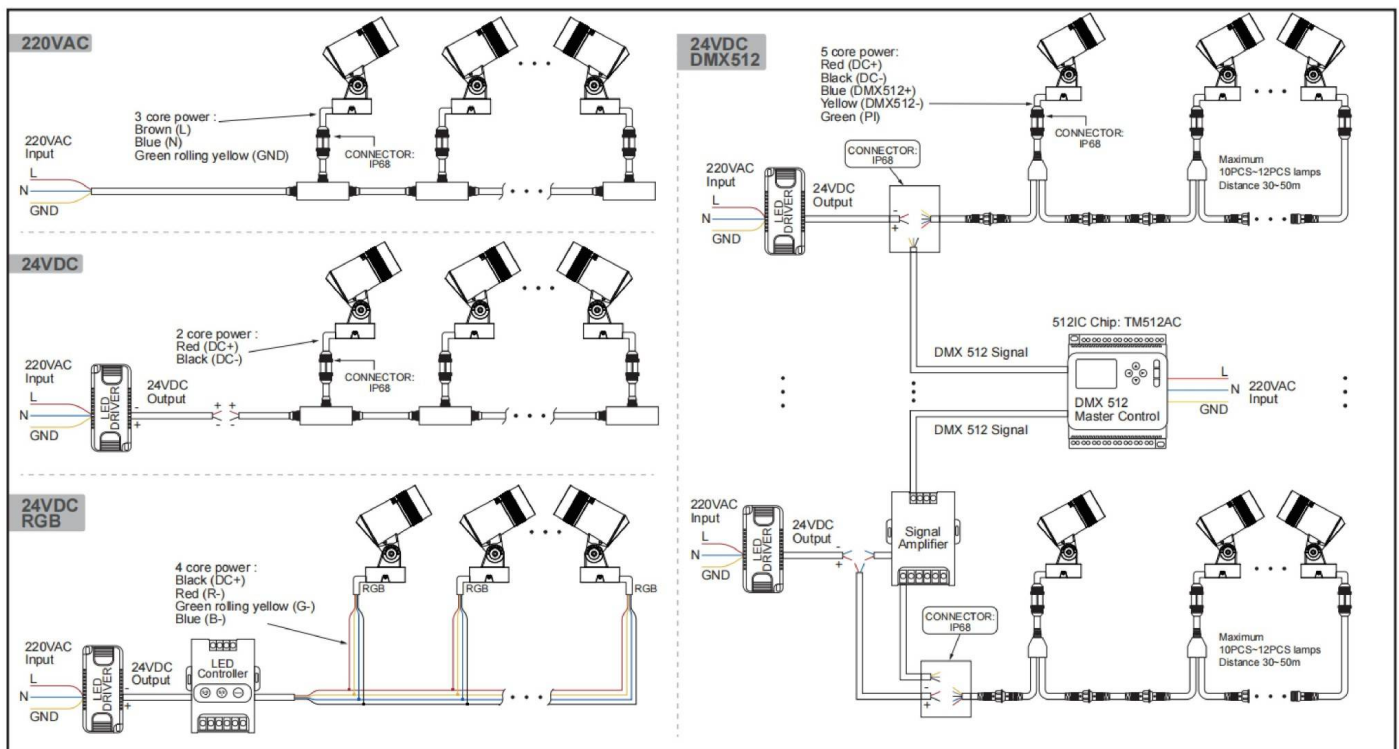 220VAC
3 core power :
Brown (L)
Blue (N)
Green rolling yellow (GND)
CONNECTOR:
IP68
220VAC
Input
L
N
GND
24VDC
2 core power :
Red (DC+)
Black (DC-)
CONNECTOR:
IP68
220VAC
Input
L
N
GND
LED
DRIVER
24VDC
Output
-
+
+ +
- -
24VDC
RGB
4 core power :
Black (DC+)
Red (R-)
Green rolling yellow (G-)
Blue (B-)
RGB
RGB
RGB
220VAC
Input
L
N
GND
LED
DRIVER
24VDC
Output
-
+
LED
Controller
24VDC
DMX512
5 core power:
Red (DC+)
Black (DC-)
Blue (DMX512+)
Yellow (DMX512-)
Green (PI)
CONNECTOR:
IP68
CONNECTOR:
IP68
Maximum
10PCS~12PCS lamps
Distance 30~50m
220VAC
Input
L
N
GND
LED
DRIVER
24VDC
Output
-
+
512IC Chip: TM512AC
DMX 512 Signal
DMX 512
Master Control
L
N
GND
220VAC
Input
DMX 512 Signal
220VAC
Input
L
N
GND
LED
DRIVER
24VDC
Output
-
+
Signal
Amplifier
CONNECTOR:
IP68
-
+
Maximum
10PCS~12PCS lamps
Distance 30~50m